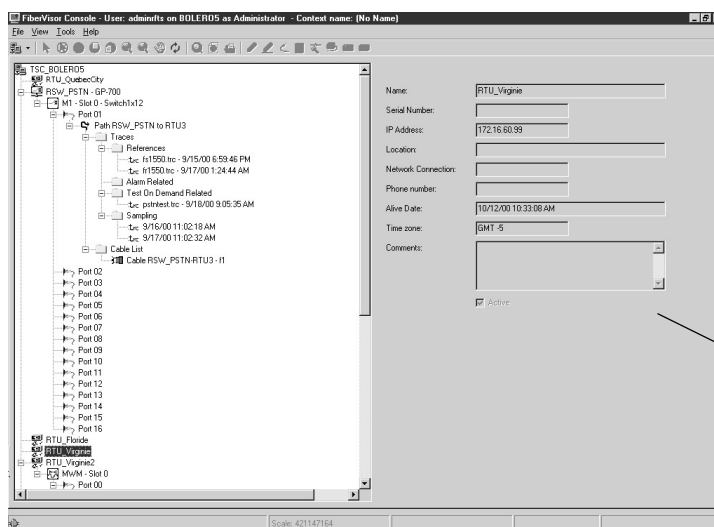 FiberVisor Console - User: adminrfts on BOLERO5 as Administrator - Context name: (No Name)
File View Tools Help
TSC_BOLERO5
RTU_QuebecCity
RSW_PSTN - GP-700
M1 - Slot 0 - Switch1x12
Port 01
Path RSW_PSTN to RTU3
Traces
References
fs1550.trc - 9/15/00 6:59:46 PM
fr1550.trc - 9/17/00 1:24:44 AM
Alarm Related
Test On Demand Related
pstntest.trc - 9/18/00 9:05:35 AM
Sampling
9/16/00 11:02:18 AM
9/17/00 11:02:32 AM
Cable List
Cable RSW_PSTN-RTU3 - f1
Port 02
Port 03
Port 04
Port 05
Port 06
Port 07
Port 08
Port 09
Port 10
Port 11
Port 12
Port 13
Port 14
Port 15
Port 16
RTU_Floride
RTU_Virginie
RTU_Virginie2
MWM - Slot 0
Port 00
Name: RTU_Virginie
Serial Number:
IP Address: 172.16.60.99
Location:
Network Connection:
Phone number:
Alive Date: 10/12/00 10:33:08 AM
Time zone: GMT -5
Comments:
Active
Scale: 421147164